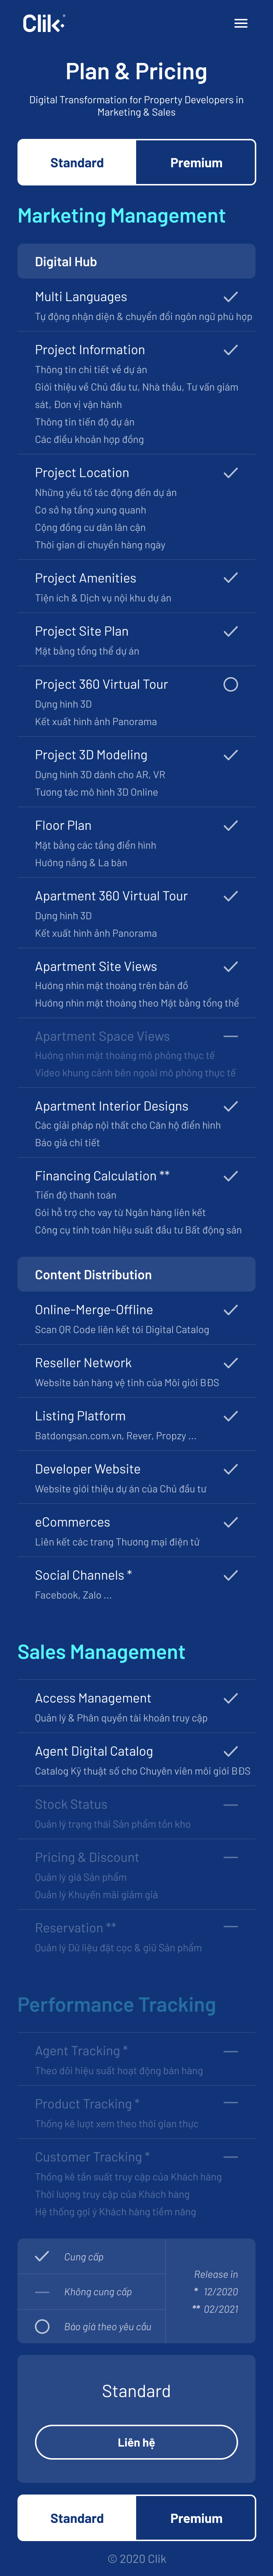 Clik
Plan & Pricing
Digital Transformation for Property Developers in
Marketing & Sales
Standard
Premium
Marketing Management
Digital Hub
Multi Languages
Tự động nhận diện & chuyển đổi ngôn ngữ phù hợp
Project Information
Thông tin chi tiết về dự án
Giới thiệu về Chủ đầu tư, Nhà thầu, Tư vấn giám
sát, Đơn vị vận hành
Thông tin tiến độ dự án
Các điều khoản hợp đồng
Project Location
Những yếu tố tác động đến dự án
Cơ sở hạ tầng xung quanh
Cộng đồng cư dân lân cận
Thời gian di chuyển hàng ngày
Project Amenities
Tiện ích & Dịch vụ nội khu dự án
Project Site Plan
Mặt bằng tổng thể dự án
Project 360 Virtual Tour
Dựng hình 3D
Kết xuất hình ảnh Panorama
Project 3D Modeling
Dựng hình 3D dành cho AR, VR
Tương tác mô hình 3D Online
Floor Plan
Mặt bằng các tầng điển hình
Hướng nắng & La bàn
Apartment 360 Virtual Tour
Dựng hình 3D
Kết xuất hình ảnh Panorama
Apartment Site Views
Hướng nhìn mặt thoáng trên bản đồ
Hướng nhìn mặt thoáng theo Mặt bằng tổng thể
Apartment Space Views
Hướng nhìn mặt thoáng mô phỏng thực tế
Video khung cảnh bên ngoài mô phỏng thực tế
Apartment Interior Designs
Các giải pháp nội thất cho Căn hộ điển hình
Báo giá chi tiết
Financing Calculation **
Tiến độ thanh toán
Gói hỗ trợ cho vay từ Ngân hàng liên kết
Công cụ tính toán hiệu suất đầu tư Bất động sản
Content Distribution
Online-Merge-Offline
Scan QR Code liên kết tới Digital Catalog
Reseller Network
Website bán hàng vệ tinh của Môi giới BĐS
Listing Platform
Batdongsan.com.vn, Rever, Propzy ...
Developer Website
Website giới thiệu dự án của Chủ đầu tư
eCommerces
Liên kết các trang Thương mại điện tử
Social Channels *
Facebook, Zalo ...
Sales Management
Access Management
Quản lý & Phân quyền tài khoản truy cập
Agent Digital Catalog
Catalog Kỹ thuật số cho Chuyên viên môi giới BĐS
Stock Status
Quản lý trạng thái Sản phẩm tồn kho
Pricing & Discount
Quản lý giá Sản phẩm
Quản lý Khuyến mãi giảm giá
Reservation **
Quản lý Dữ liệu đặt cọc & giữ Sản phẩm
Performance Tracking
Agent Tracking *
Theo dõi hiệu suất hoạt động bán hàng
Product Tracking *
Thống kê lượt xem theo thời gian thực
Customer Tracking *
Thống kê tần suất truy cập của Khách hàng
Thời lượng truy cập của Khách hàng
Hệ thống gợi ý Khách hàng tiềm năng
Cung cấp
Không cung cấp
Báo giá theo yêu cầu
Release in
* 12/2020
** 02/2021
Standard
Liên hệ
Standard
Premium
© 2020 Clik